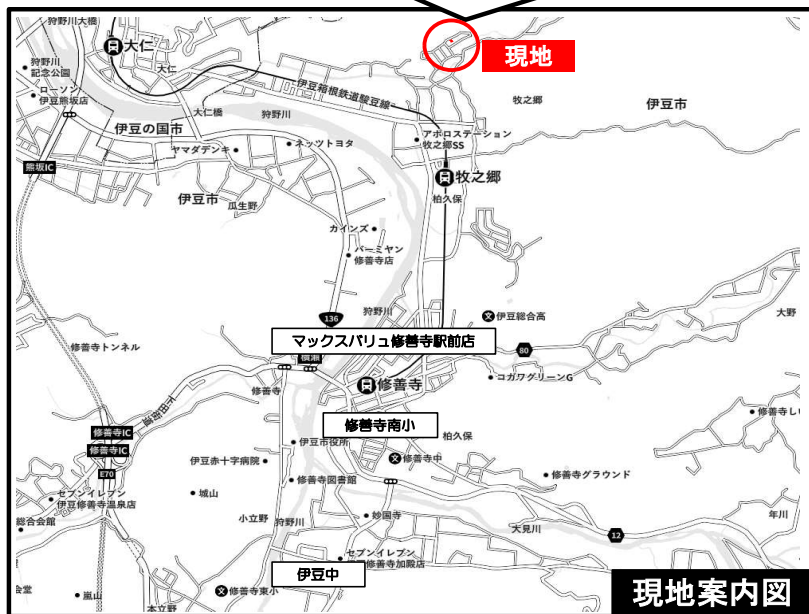 狩野川大橋
大仁
現地
狩野川
記念公園
大仁
伊豆箱根鉄道駿豆線
ローソン
伊豆熊坂店
大仁橋
狩野川
牧之郷
伊豆市
伊豆の国市
アポロステーション
牧之郷SS
ヤマダデンキ
ネッツトヨタ
熊坂IC
牧之郷
伊豆市
瓜生野
柏久保
カインズ
バーミヤン
修善寺店
136
狩野川
伊豆総合高
大野
マックスバリュ修善寺駅前店
修善寺トンネル
横瀬
80
修善寺
修善寺
コガワグリーンG
下田街道
修善寺南小
修善寺IC
修善寺IC
伊豆市役所
柏久保
伊豆赤十字病院
修善寺中
E70
修善寺図書館
修善寺グラウンド
セブンイレブン
伊豆修善寺温泉店
城山
総合会館
小立野
狩野川
妙国寺
大見川
年川
12
セブンイレブン
修善寺加殿店
伊豆中
嵐山
修善寺東小
本立野
現地案内図